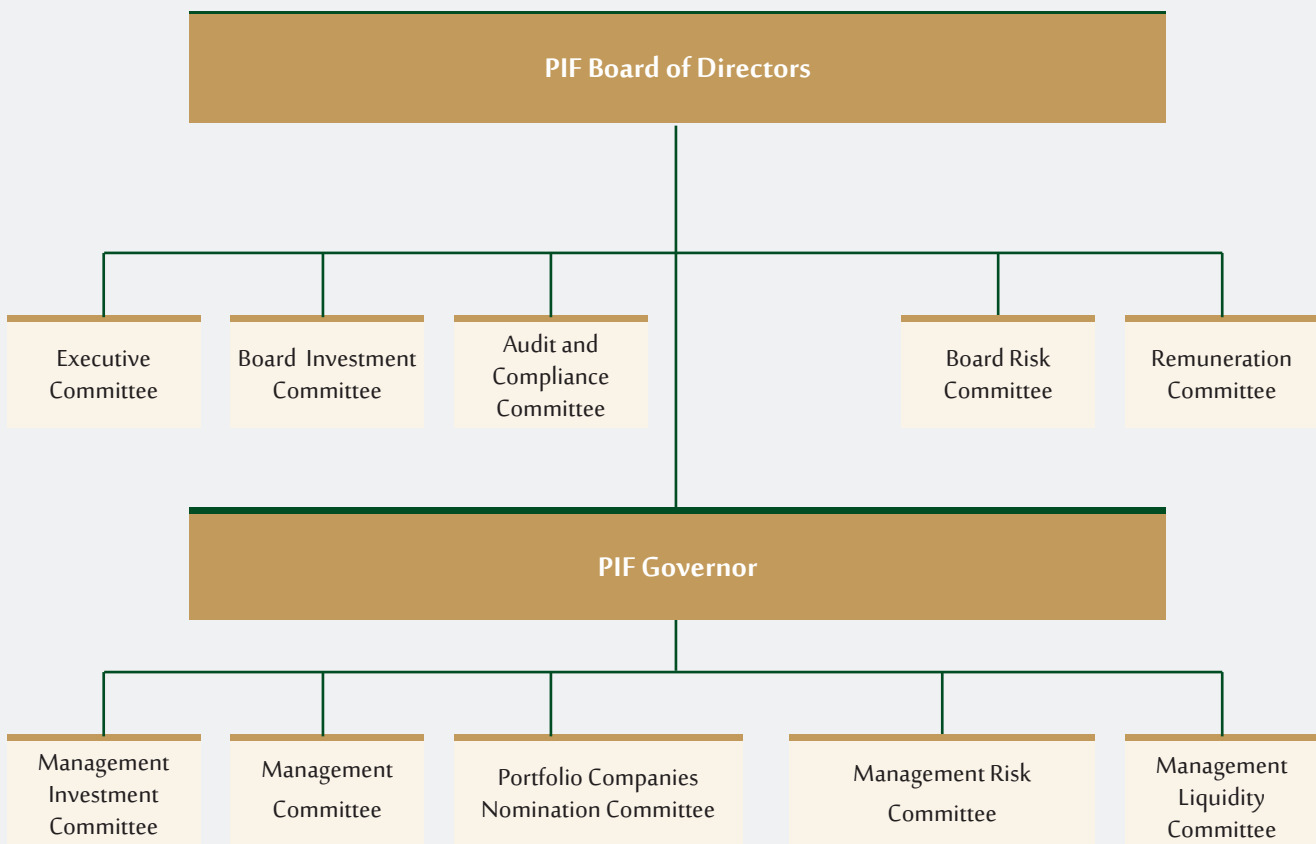 PIF Board of Directors
Executive
Committee
Board Investment
Committee
Audit and
Compliance
Committee
Board Risk
Committee
Remuneration
Committee
PIF Governor
Management
Investment
Committee
Management
Committee
Portfolio Companies
Nomination Committee
Management Risk
Committee
Management
Liquidity
Committee